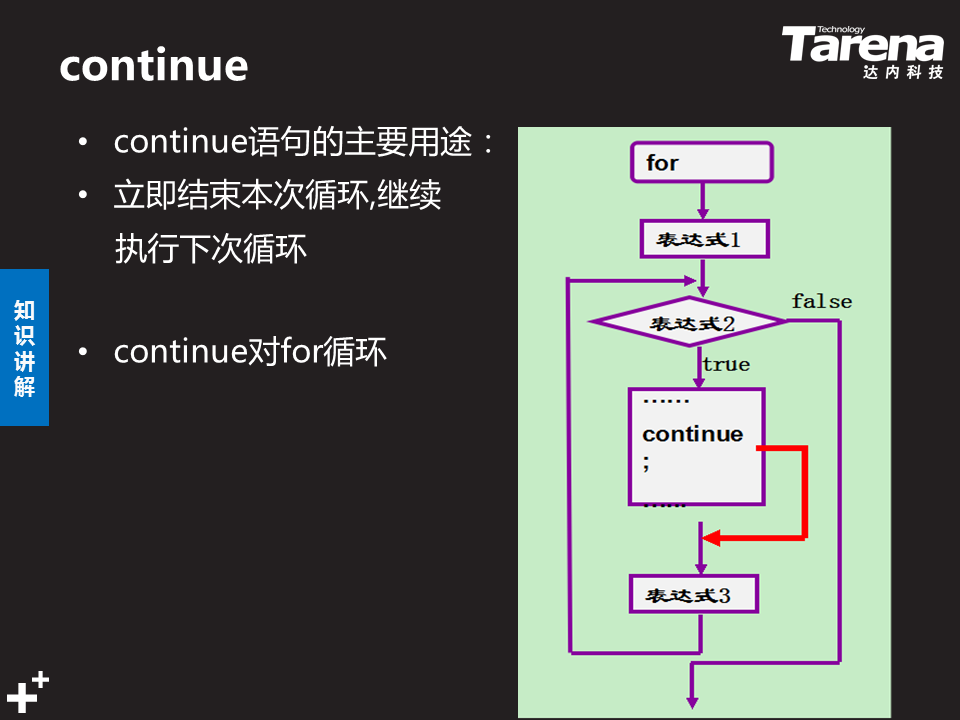 continue
Technology
Tarena
达内科技
• continue语句的主要用途：
• 立即结束本次循环,继续
执行下次循环
• continue对for循环
知
识
讲
解
for
表达式1
表达式2
false
true
……
continue
;
……
表达式3